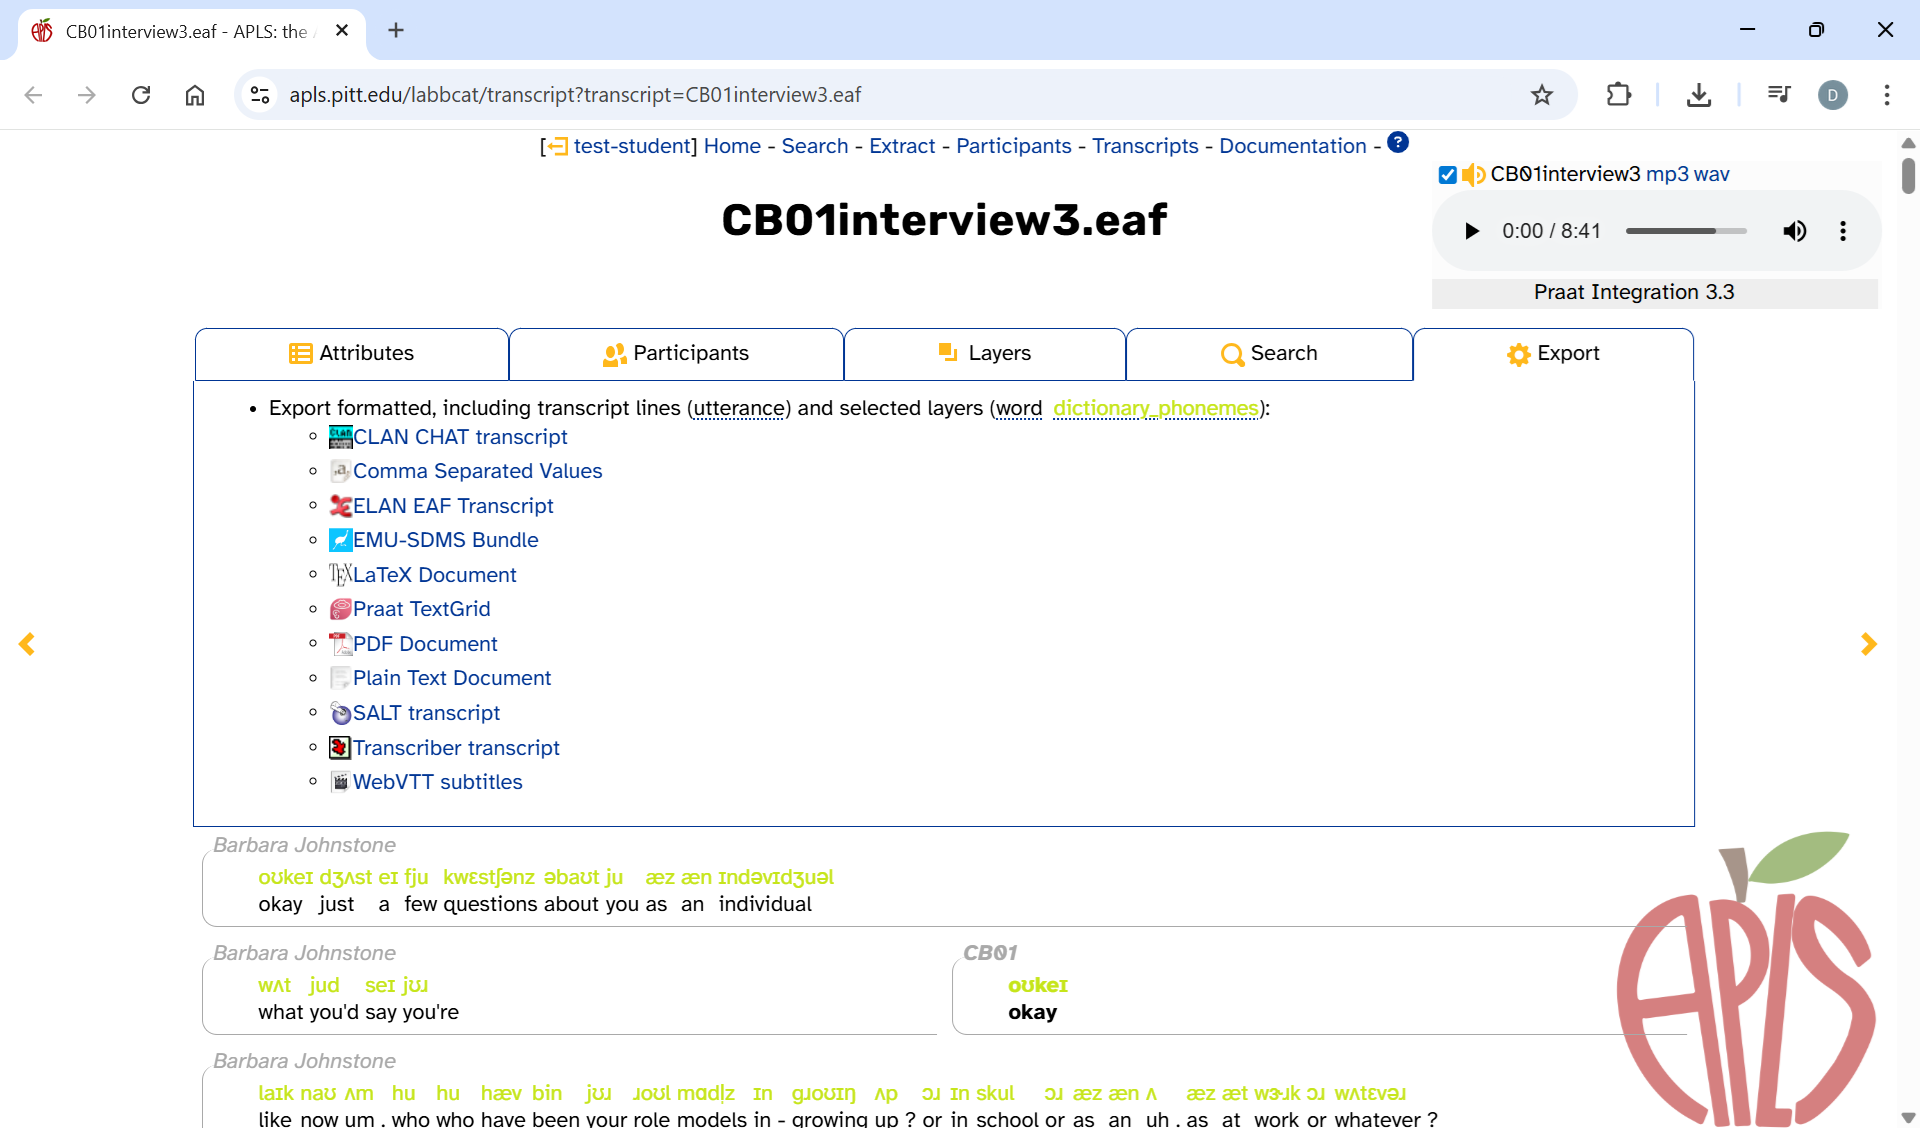 CB01interview3.eaf - APLS: the
apls.pitt.edu/labbcat/transcript?transcript=CB01interview3.eaf
D
[test-student] Home - Search - Extract - Participants - Transcripts - Documentation - ?
CB01interview3 mp3 wav
CB01interview3.eaf
0:00 / 8:41
Praat Integration 3.3
Attributes
Participants
Layers
Search
Export
Export formatted, including transcript lines (utterance) and selected layers (word dictionary_phonemes):
CLAN CHAT transcript
Comma Separated Values
ELAN EAF Transcript
EMU-SDMS Bundle
LaTeX Document
Praat TextGrid
PDF Document
Plain Text Document
SALT transcript
Transcriber transcript
WebVTT subtitles
Barbara Johnstone
oʊkeɪ dʒʌst eɪ fju kwɛstʃənz əbaʊt ju æz æn ɪndəvɪdʒuəl
okay just a few questions about you as an individual
Barbara Johnstone
wʌt jud seɪ jʊɹ
what you'd say you're
CB01
oʊkeɪ
okay
Barbara Johnstone
laɪk naʊ ʌm hu hu hæv bin jʊɹ ɹoʊl mɑdl̩z ɪn gɹoʊɪŋ ʌp ɔɹ ɪn skul ɔɹ æz æn ʌ æz æt wɝɹk ɔɹ wʌtɛvəɹ
like now um . who who have been your role models in - growing up ? or in school or as an uh . as at work or whatever ?
APLS